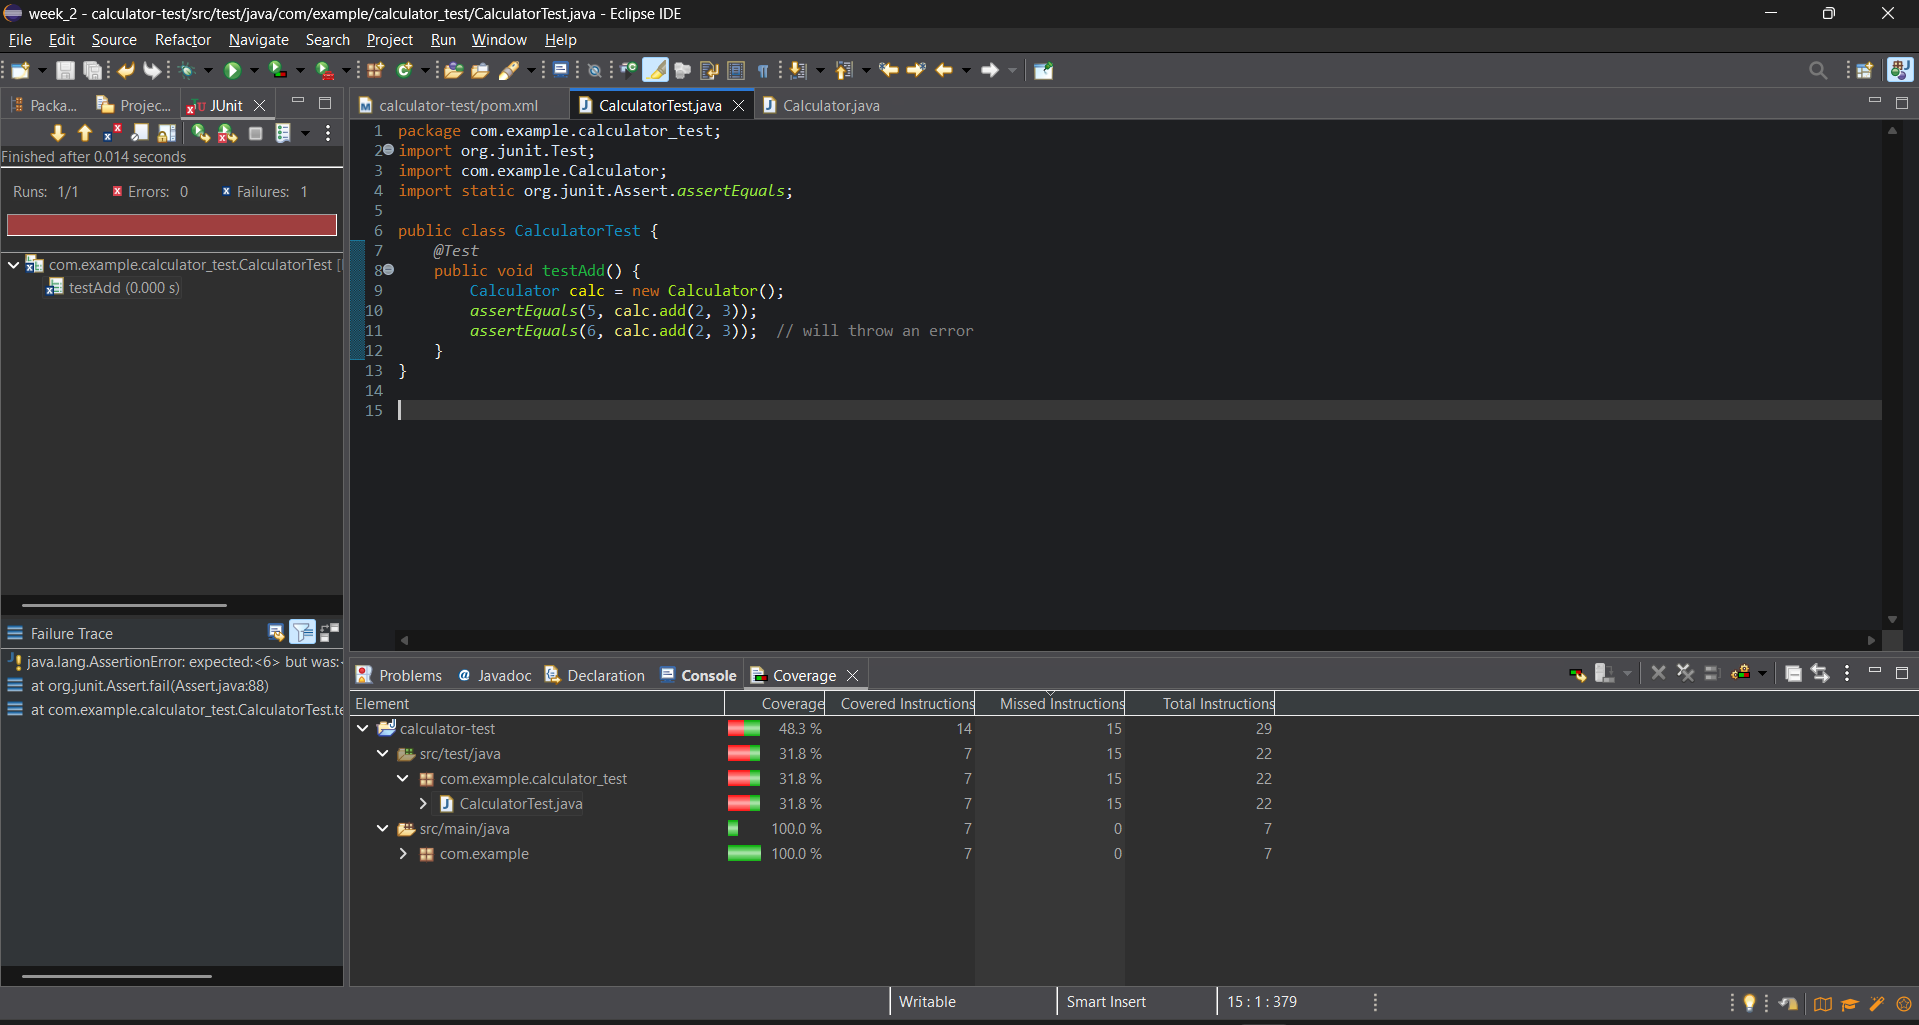 week_2 - calculator-test/src/test/java/com/example/calculator_test/CalculatorTest.java - Eclipse IDE
File Edit Source Refactor Navigate Search Project Run Window Help
Packa... Projec... JUnit
calculator-test/pom.xml CalculatorTest.java Calculator.java
Finished after 0.014 seconds
Runs: 1/1 Errors: 0 Failures: 1
com.example.calculator_test.CalculatorTest [
testAdd (0.000 s)
1 package com.example.calculator_test;
2 import org.junit.Test;
3 import com.example.Calculator;
4 import static org.junit.Assert.assertEquals;
5
6 public class CalculatorTest {
7 @Test
8 public void testAdd() {
9 Calculator calc = new Calculator();
10 assertEquals(5, calc.add(2, 3));
11 assertEquals(6, calc.add(2, 3)); // will throw an error
12 }
13 }
14
15
Failure Trace
java.lang.AssertionError: expected:<6> but was:
at org.junit.Assert.fail(Assert.java:88)
at com.example.calculator_test.CalculatorTest.te
Problems @ Javadoc Declaration Console Coverage
Element Coverage Covered Instructions Missed Instructions Total Instructions
calculator-test 48.3 % 14 15 29
src/test/java 31.8 % 7 15 22
com.example.calculator_test 31.8 % 7 15 22
CalculatorTest.java 31.8 % 7 15 22
src/main/java 100.0 % 7 0 7
com.example 100.0 % 7 0 7
Writable Smart Insert 15 : 1 : 379